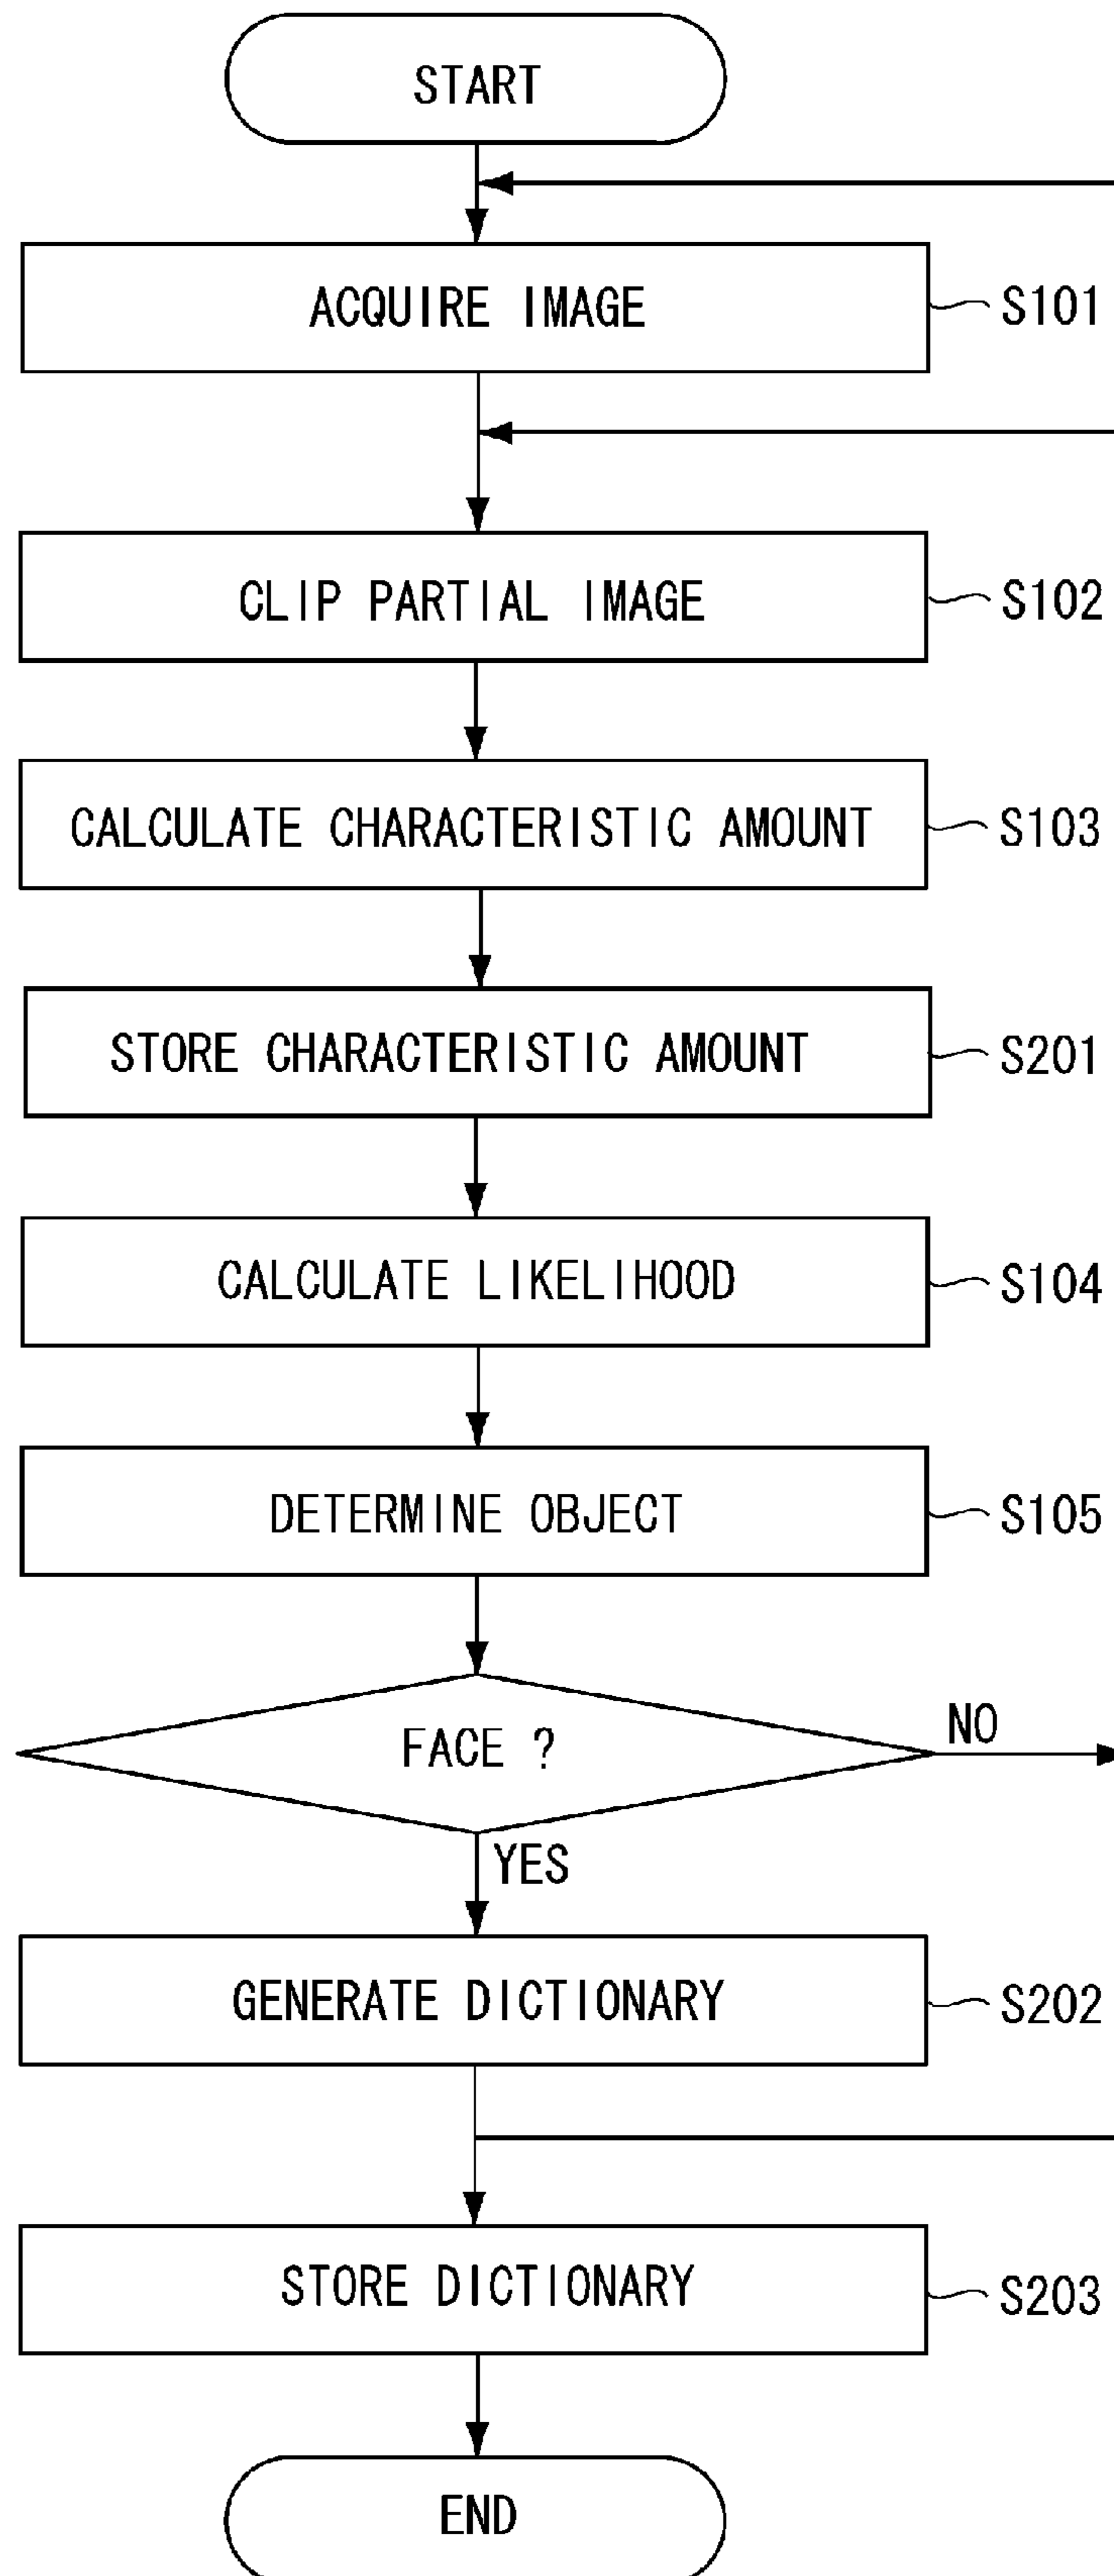 START
ACQUIRE IMAGE S101
CLIP PARTIAL IMAGE S102
CALCULATE CHARACTERISTIC AMOUNT S103
STORE CHARACTERISTIC AMOUNT S201
CALCULATE LIKELIHOOD S104
DETERMINE OBJECT S105
FACE ? NO
YES
GENERATE DICTIONARY S202
STORE DICTIONARY S203
END